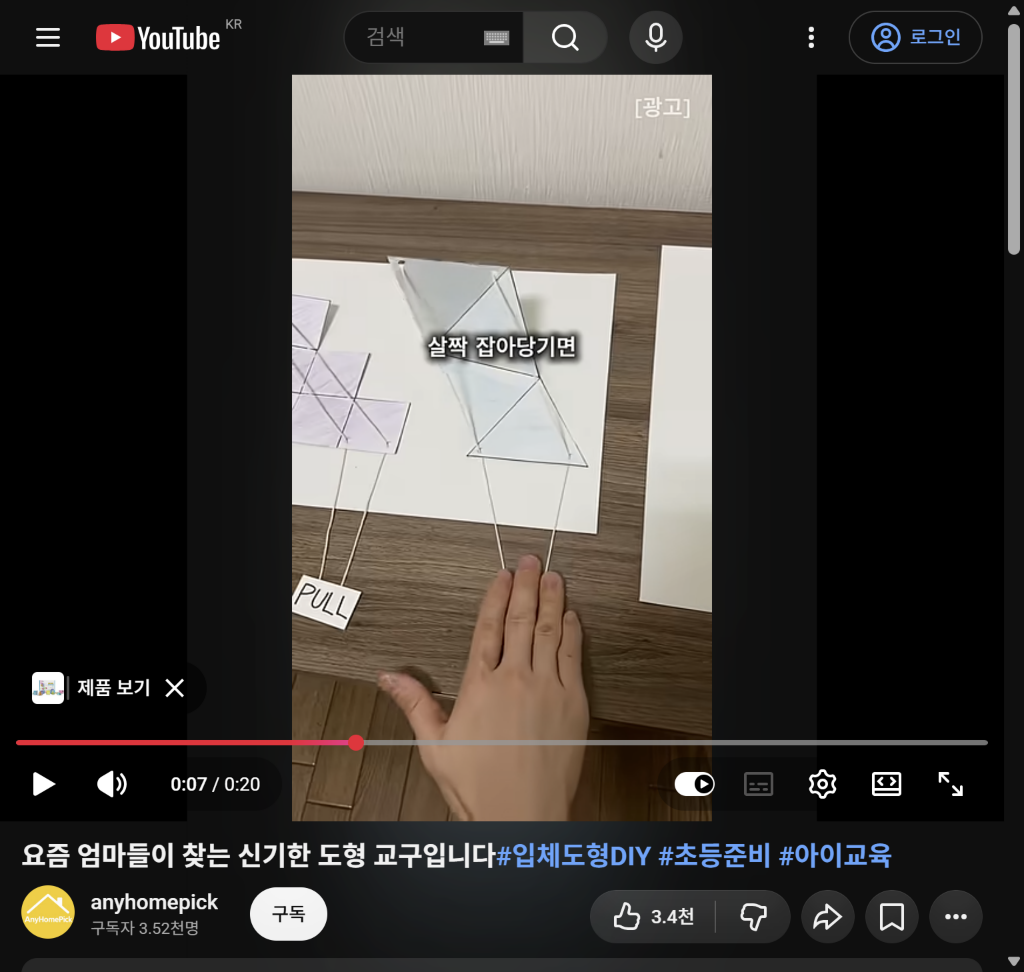 YouTube KR
검색
로그인
[광고]
살짝 잡아당기면
PULL
제품 보기
0:07 / 0:20
요즘 엄마들이 찾는 신기한 도형 교구입니다#입체도형DIY #초등준비 #아이교육
AnyHomePick
anyhomepick
구독자 3.52천명
구독
3.4천